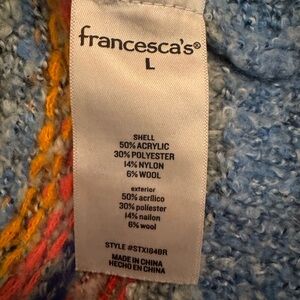 francesca's®
L
SHELL
50% ACRYLIC
30% POLYESTER
14% NYLON
6% WOOL
exterior
50% acrílico
30% poliester
14% nailon
6% wool
STYLE #STX1848R
MADE IN CHINA
HECHO EN CHINA